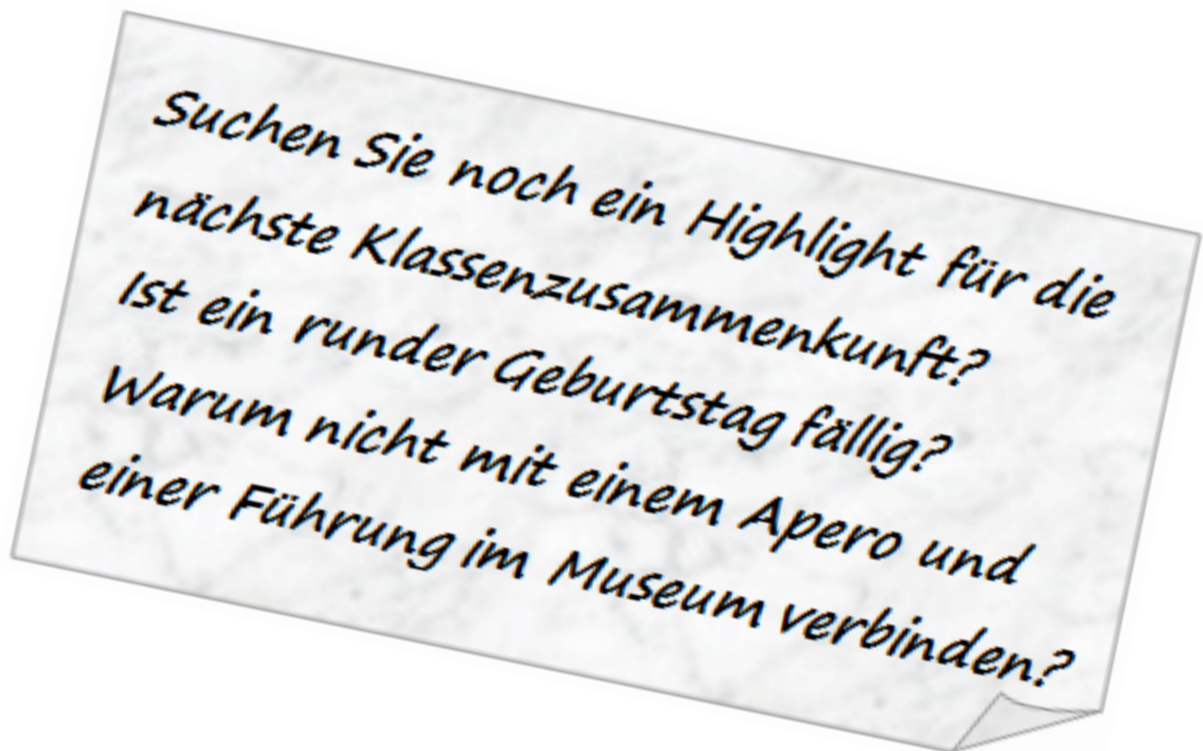 Suchen Sie noch ein Highlight für die
nächste Klassenzusammenkunft?
Ist ein runder Geburtstag fällig?
Warum nicht mit einem Apero und
einer Führung im Museum verbinden?